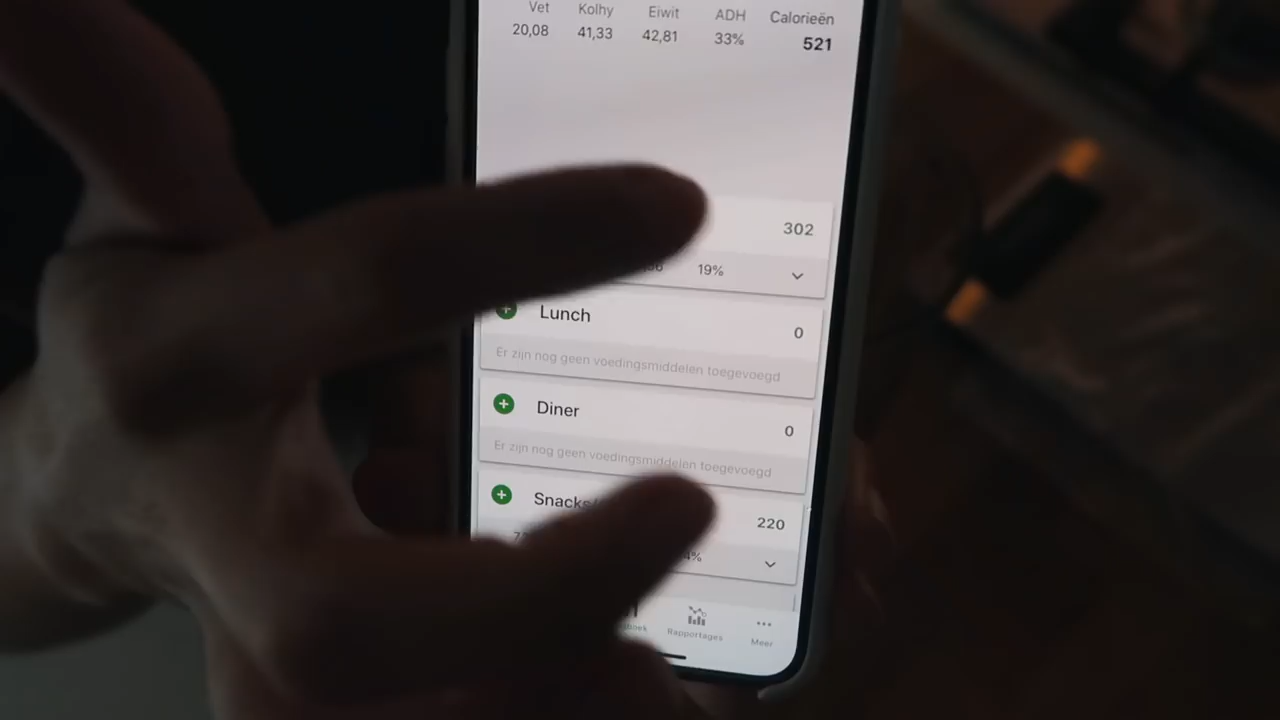 Vet Kolhy Eiwit ADH Calorieën
20,08 41,33 42,81 33% 521
302
19%
Lunch 0
Er zijn nog geen voedingsmiddelen toegevoegd
Diner 0
Er zijn nog geen voedingsmiddelen toegevoegd
Snacks 220
Rapportages Meer